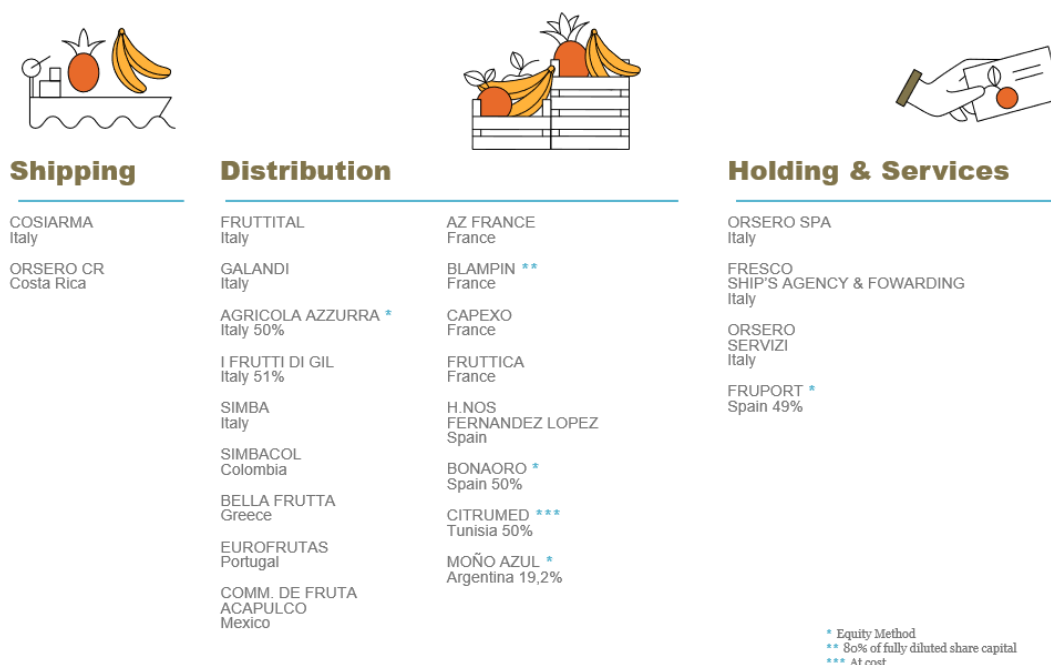 Shipping
COSIARMA
Italy
ORSERO CR
Costa Rica
Distribution
FRUTTITAL
Italy
GALANDI
Italy
AGRICOLA AZZURRA *
Italy 50%
I FRUTTI DI GIL
Italy 51%
SIMBA
Italy
SIMBACOL
Colombia
BELLA FRUTTA
Greece
EUROFRUTAS
Portugal
COMM. DE FRUTA
ACAPULCO
Mexico
AZ FRANCE
France
BLAMPIN **
France
CAPEXO
France
FRUTTICA
France
H.NOS
FERNANDEZ LOPEZ
Spain
BONAORO *
Spain 50%
CITRUMED ***
Tunisia 50%
MOÑO AZUL *
Argentina 19,2%
Holding & Services
ORSERO SPA
Italy
FRESCO
SHIP'S AGENCY & FOWARDING
Italy
ORSERO
SERVIZI
Italy
FRUPORT *
Spain 49%
* Equity Method
** 80% of fully diluted share capital
*** At cost